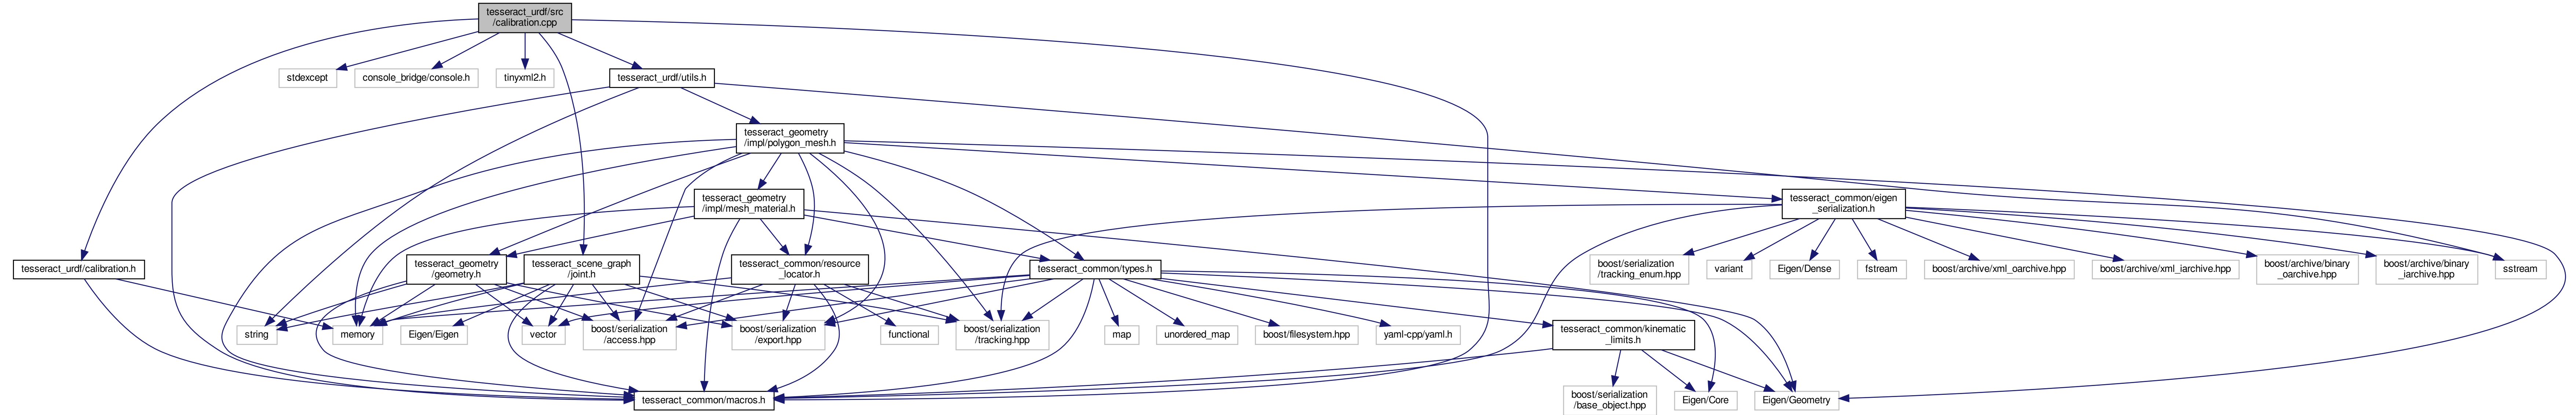 tesseract_urdf/src
/calibration.cpp
stdexcept
console_bridge/console.h
tinyxml2.h
tesseract_urdf/utils.h
tesseract_geometry
/impl/polygon_mesh.h
tesseract_geometry
/impl/mesh_material.h
tesseract_common/eigen
_serialization.h
tesseract_urdf/calibration.h
tesseract_geometry
/geometry.h
tesseract_scene_graph
/joint.h
tesseract_common/resource
_locator.h
tesseract_common/types.h
boost/serialization
/tracking_enum.hpp
variant
Eigen/Dense
fstream
boost/archive/xml_oarchive.hpp
boost/archive/xml_iarchive.hpp
boost/archive/binary
_oarchive.hpp
boost/archive/binary
_iarchive.hpp
sstream
string
memory
Eigen/Eigen
vector
boost/serialization
/access.hpp
boost/serialization
/export.hpp
functional
boost/serialization
/tracking.hpp
map
unordered_map
boost/filesystem.hpp
yaml-cpp/yaml.h
tesseract_common/kinematic
_limits.h
tesseract_common/macros.h
boost/serialization
/base_object.hpp
Eigen/Core
Eigen/Geometry